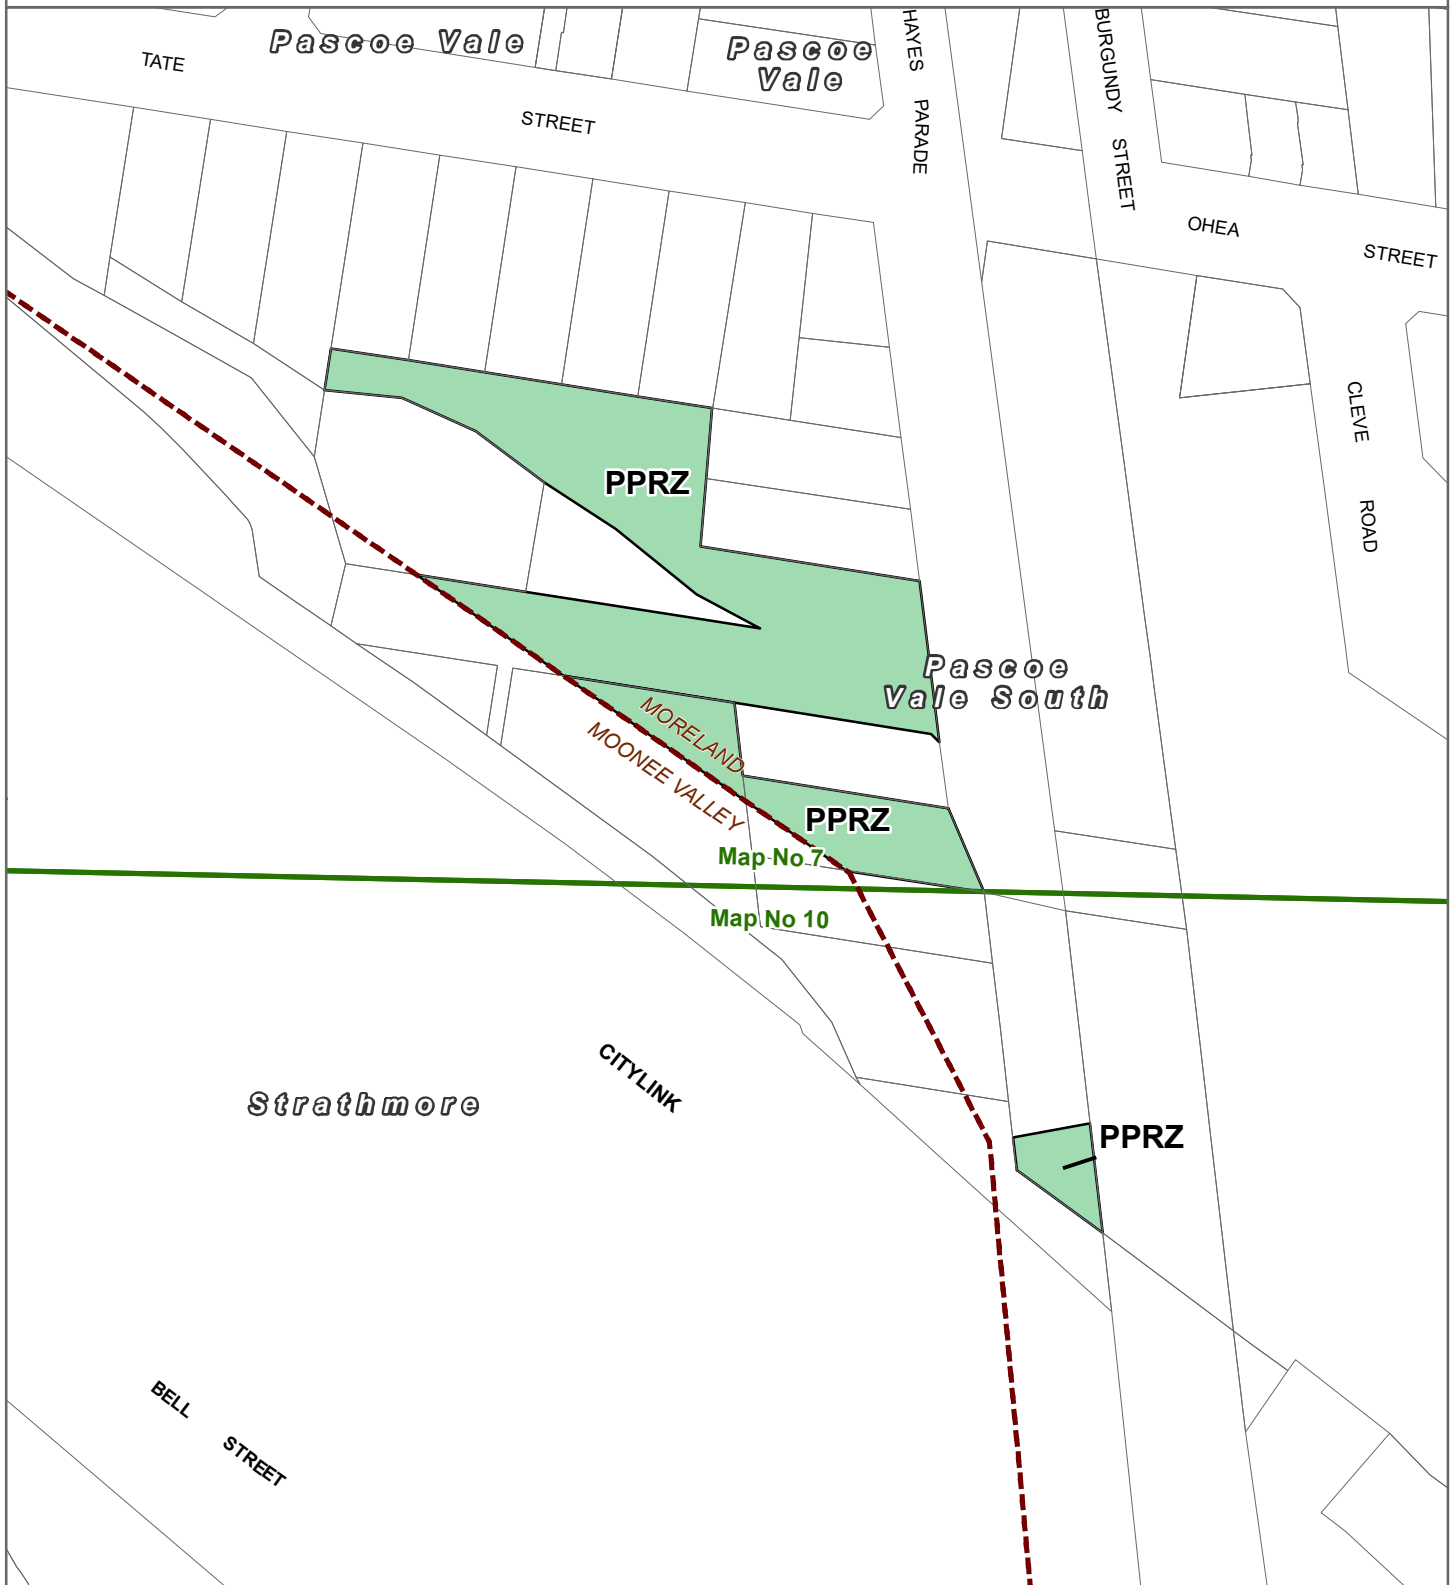 Pascoe Vale
Pascoe
Vale
TATE
STREET
HAYES
PARADE
BURGUNDY
STREET
OHEA
STREET
CLEVE
ROAD
PPRZ
Pascoe
Vale South
MORELAND
MOONEE VALLEY
PPRZ
Map No 7
Map No 10
CITYLINK
Strathmore
PPRZ
BELL
STREET